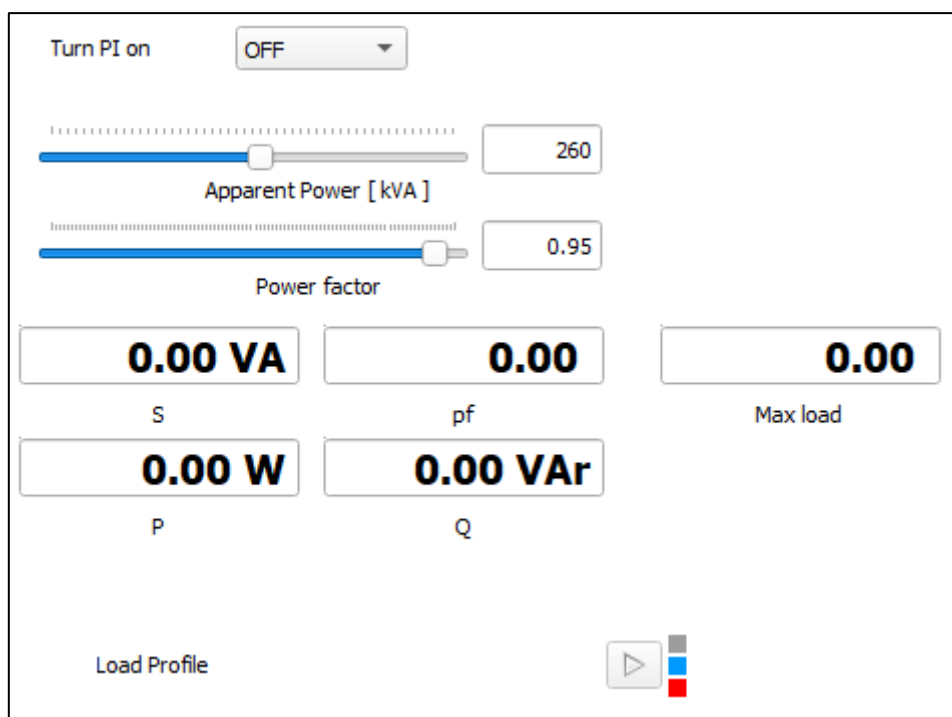 Turn PI on OFF
260
Apparent Power [ kVA ]
0.95
Power factor
0.00 VA 0.00 0.00
S pf Max load
0.00 W 0.00 VAr
P Q
Load Profile